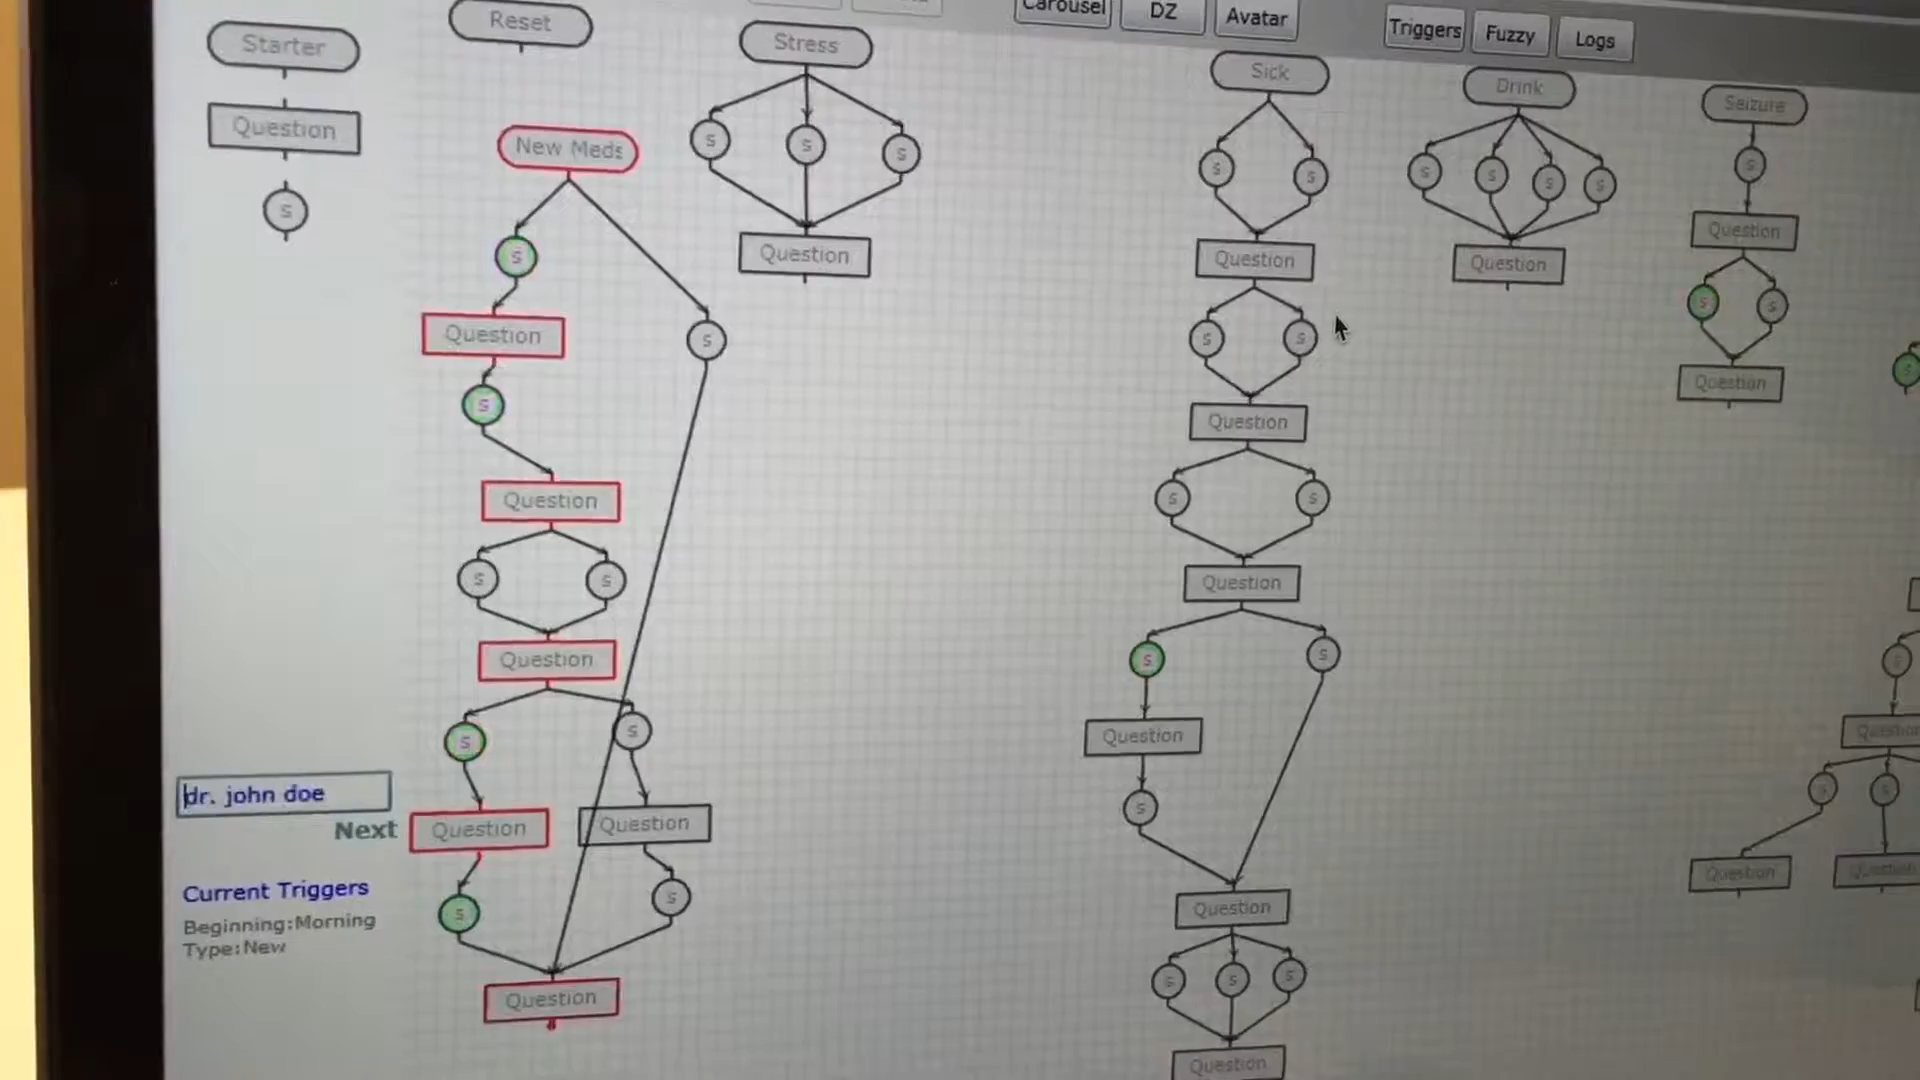 Carousel
DZ
Avatar
Triggers
Fuzzy
Logs
Starter
Question
S
Reset
New Meds
S
Question
S
S
Question
S
S
Question
S
S
Question
Question
S
S
Question
Stress
S
S
S
Question
Sick
S
S
Question
S
S
Question
S
S
Question
S
S
Question
S
Question
S
S
S
Question
Drink
S
S
S
S
Question
Seizure
S
Question
S
S
Question
S
S
Question
S
S
Question
Question
dr. john doe
Next
Current Triggers
Beginning:Morning
Type:New